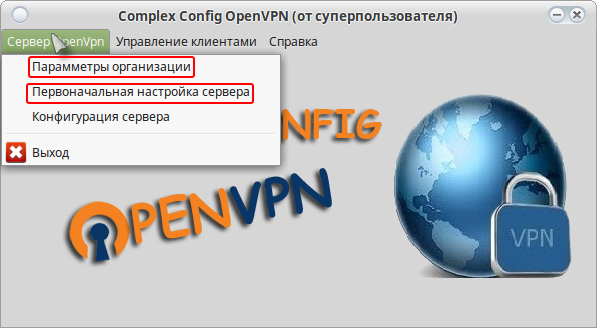 Complex Config OpenVPN (от суперпользователя)
Сервер OpenVpn Управление клиентами Справка
Парамметры организации
Первоначальная настройка сервера
Конфигурация сервера
Выход
NFIG
OPENVPN
VPN